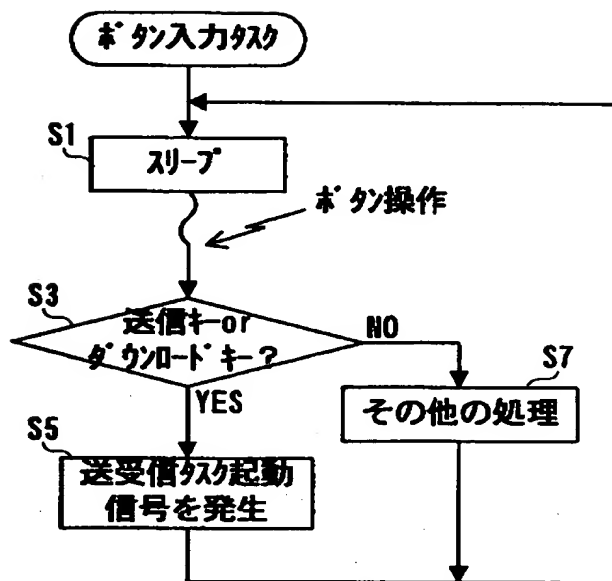 ボタン入力タスク
S1
スリープ
ボタン操作
S3
送信キーor
ダウンロードキー？
NO
YES
S7
その他の処理
S5
送受信タスク起動
信号を発生